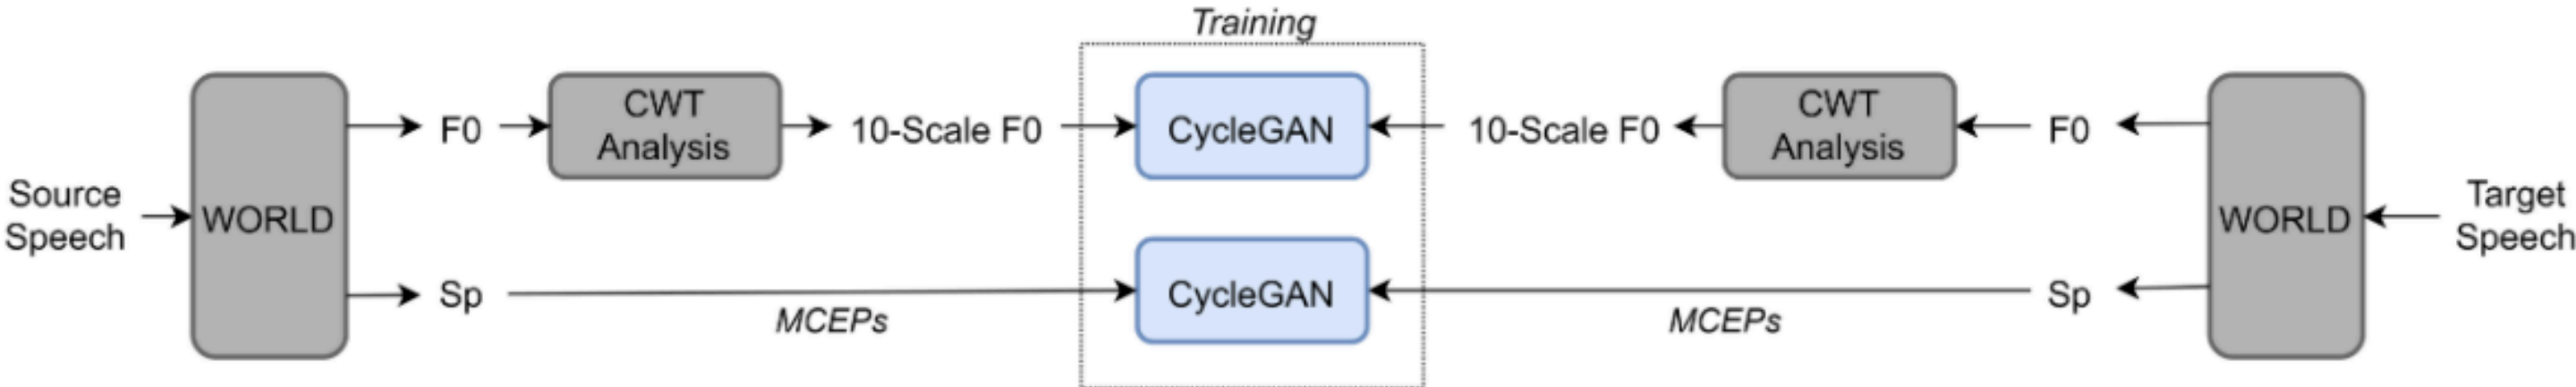 Training
Source
Speech
WORLD
F0
CWT
Analysis
10-Scale F0
CycleGAN
10-Scale F0
CWT
Analysis
F0
WORLD
Target
Speech
Sp
MCEPs
CycleGAN
MCEPs
Sp